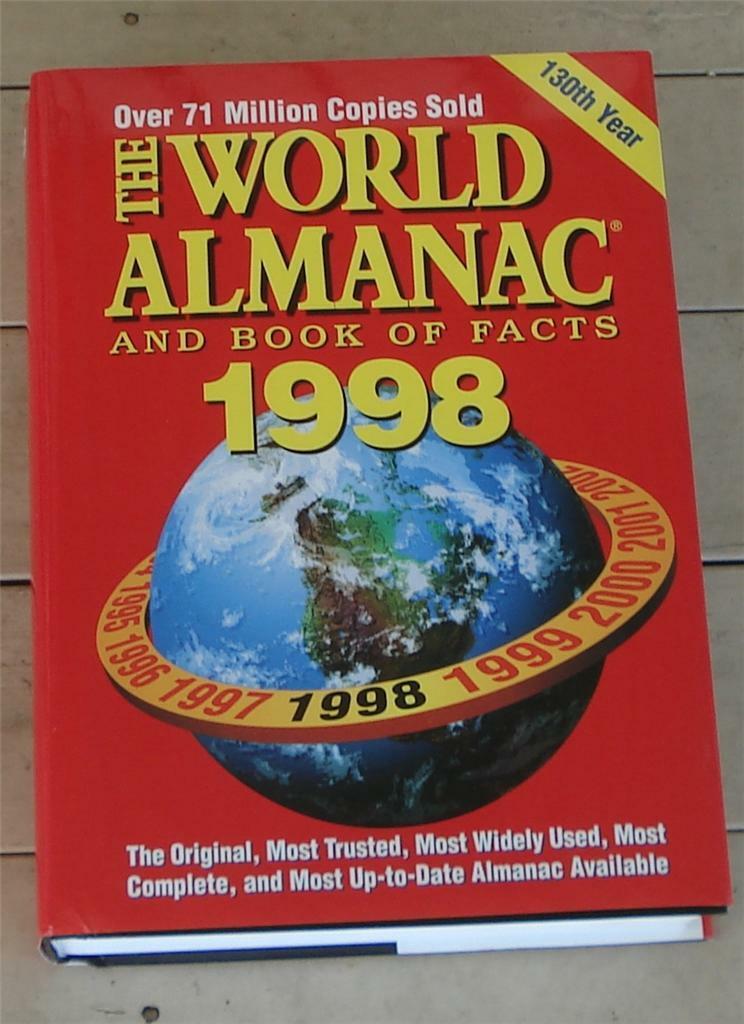 130th Year
Over 71 Million Copies Sold
THE WORLD
ALMANAC®
AND BOOK OF FACTS
1998
1995 1996 1997 1998 1999 2000 2001 2002
The Original, Most Trusted, Most Widely Used, Most
Complete, and Most Up-to-Date Almanac Available